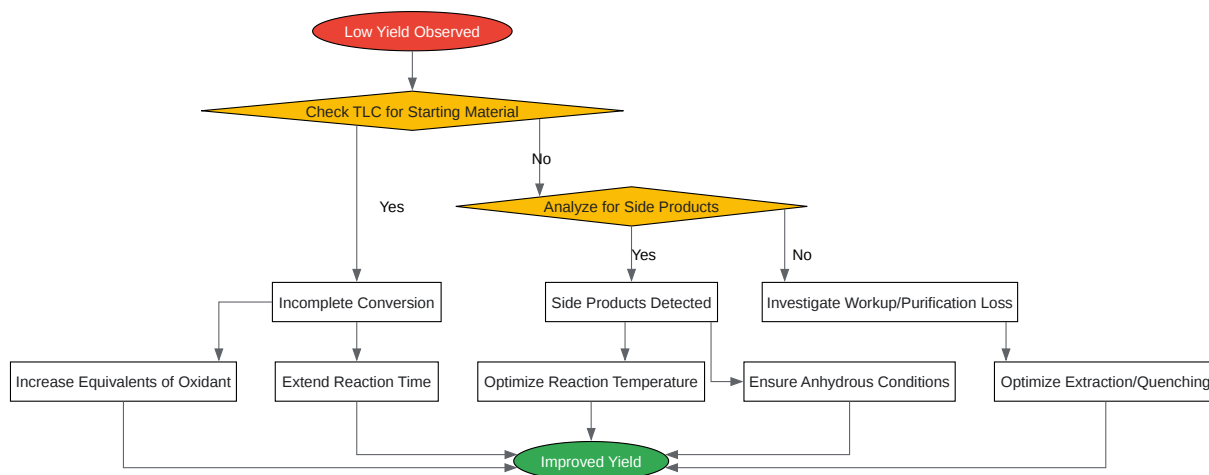 Low Yield Observed
Check TLC for Starting Material
No
Yes
Analyze for Side Products
Yes
No
Incomplete Conversion
Side Products Detected
Investigate Workup/Purification Loss
Increase Equivalents of Oxidant
Extend Reaction Time
Optimize Reaction Temperature
Ensure Anhydrous Conditions
Optimize Extraction/Quenching
Improved Yield